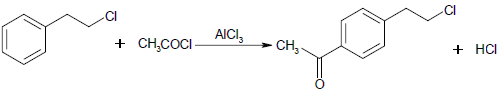 Cl
+ CH₃COCl AlCl₃ CH₃ O Cl + HCl